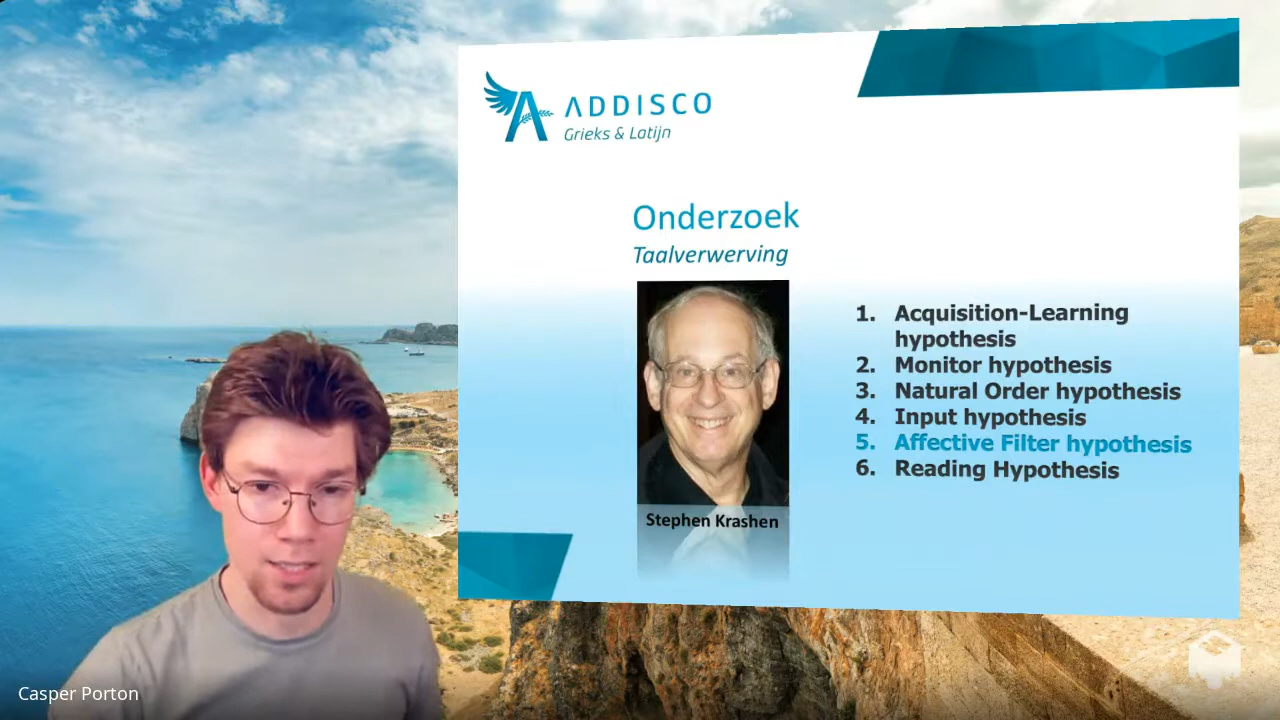 ADDISCO
Grieks & Latijn
Onderzoek
Taalverwerving
1. Acquisition-Learning
hypothesis
2. Monitor hypothesis
3. Natural Order hypothesis
4. Input hypothesis
5. Affective Filter hypothesis
6. Reading Hypothesis
Stephen Krashen
Casper Porton